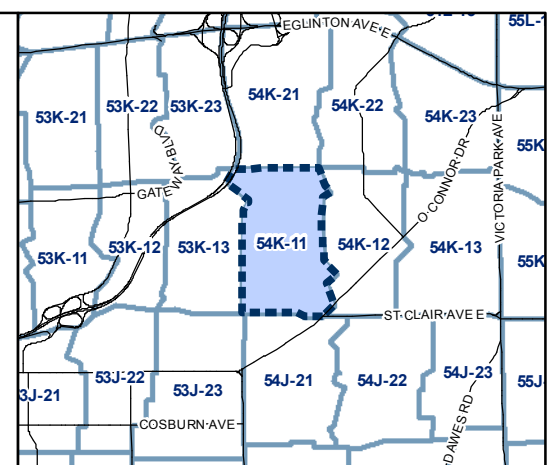 EGLINTON AVE E
55L-1
53K-21
53K-22
53K-23
54K-21
54K-22
54K-23
55K
GATEWAY BLVD
O'CONNOR DR
VICTORIA PARK AVE
53K-11
53K-12
53K-13
54K-11
54K-12
54K-13
55K
ST CLAIR AVE E
3J-21
53J-22
53J-23
54J-21
54J-22
54J-23
55J-
COSBURN AVE
DAWES RD